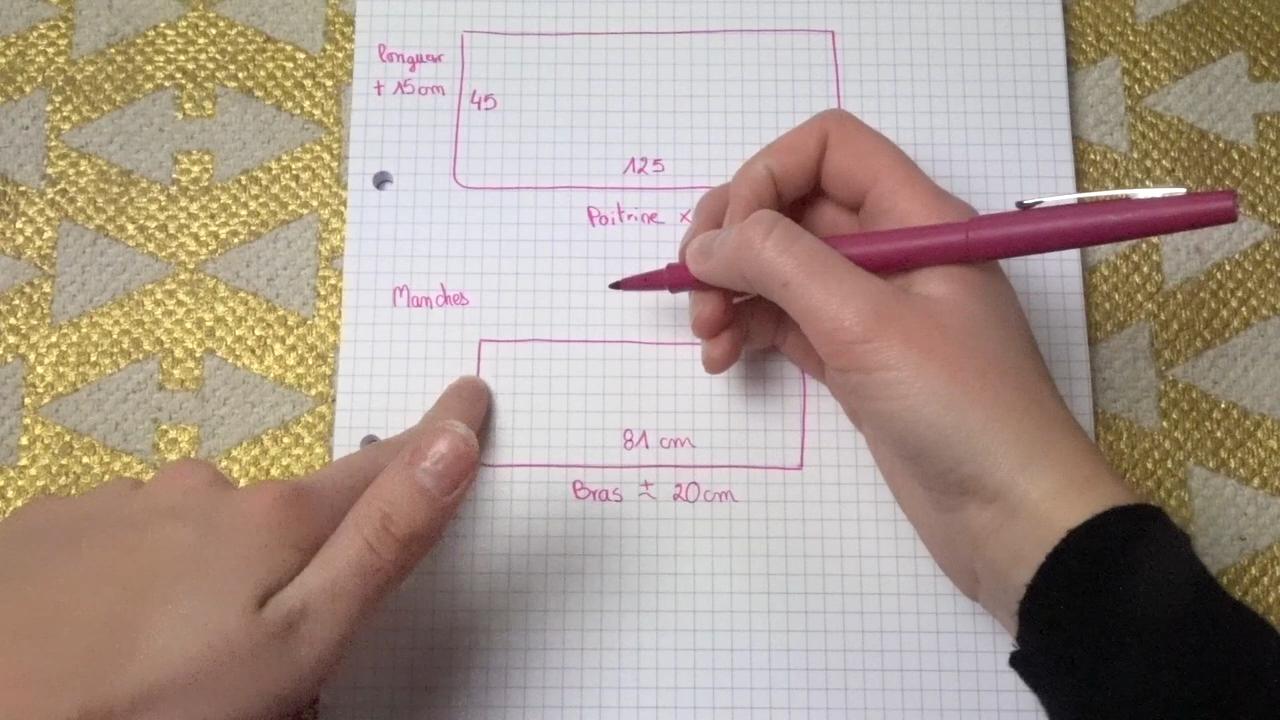 longueur
+ 15cm
45
125
Poitrine x
Manches
81 cm
Bras ± 20cm